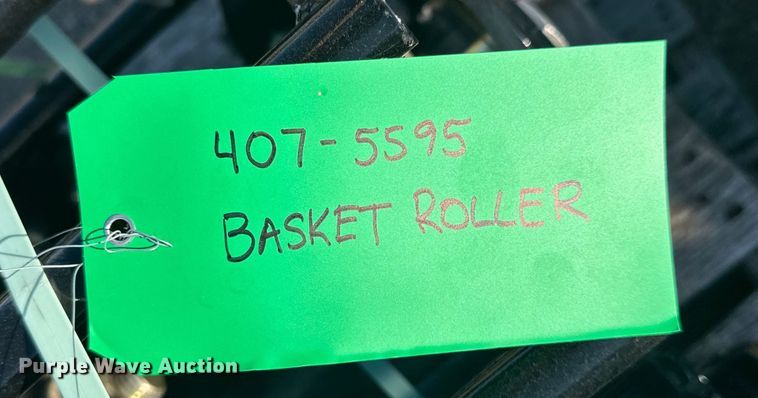 407-5595
BASKET ROLLER
Purple Wave Auction